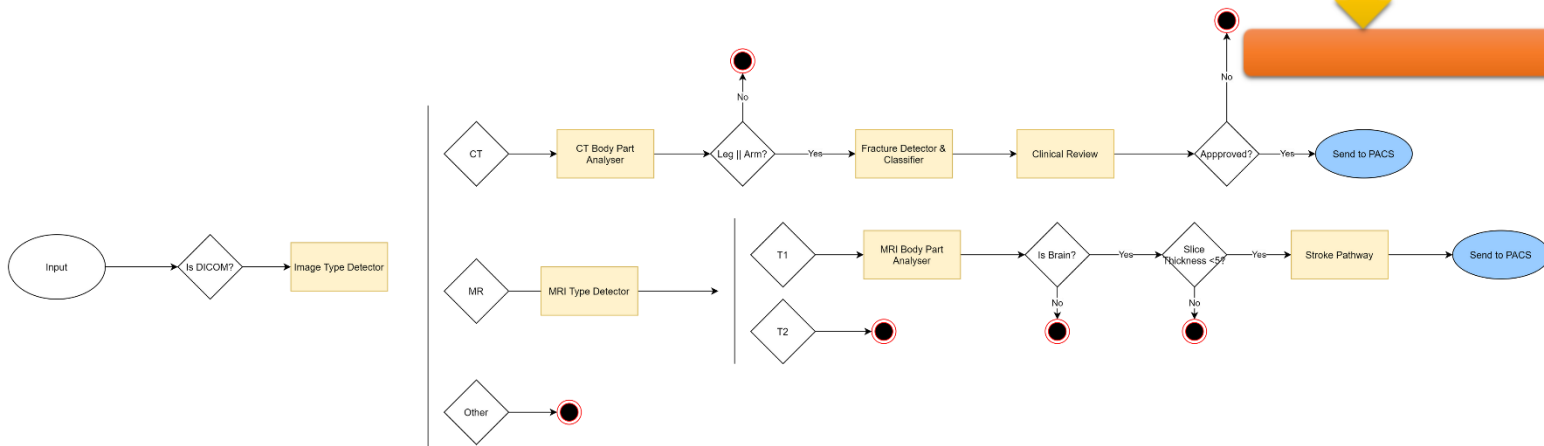 No
No
CT
CT Body Part
Analyser
Leg || Arm?
Yes
Fracture Detector &
Classifier
Clinical Review
Appproved?
Yes
Send to PACS
Input
Is DICOM?
Image Type Detector
MR
MRI Type Detector
T1
MRI Body Part
Analyser
Is Brain?
Yes
Slice
Thickness <5?
Yes
Stroke Pathway
Send to PACS
No
No
T2
Other